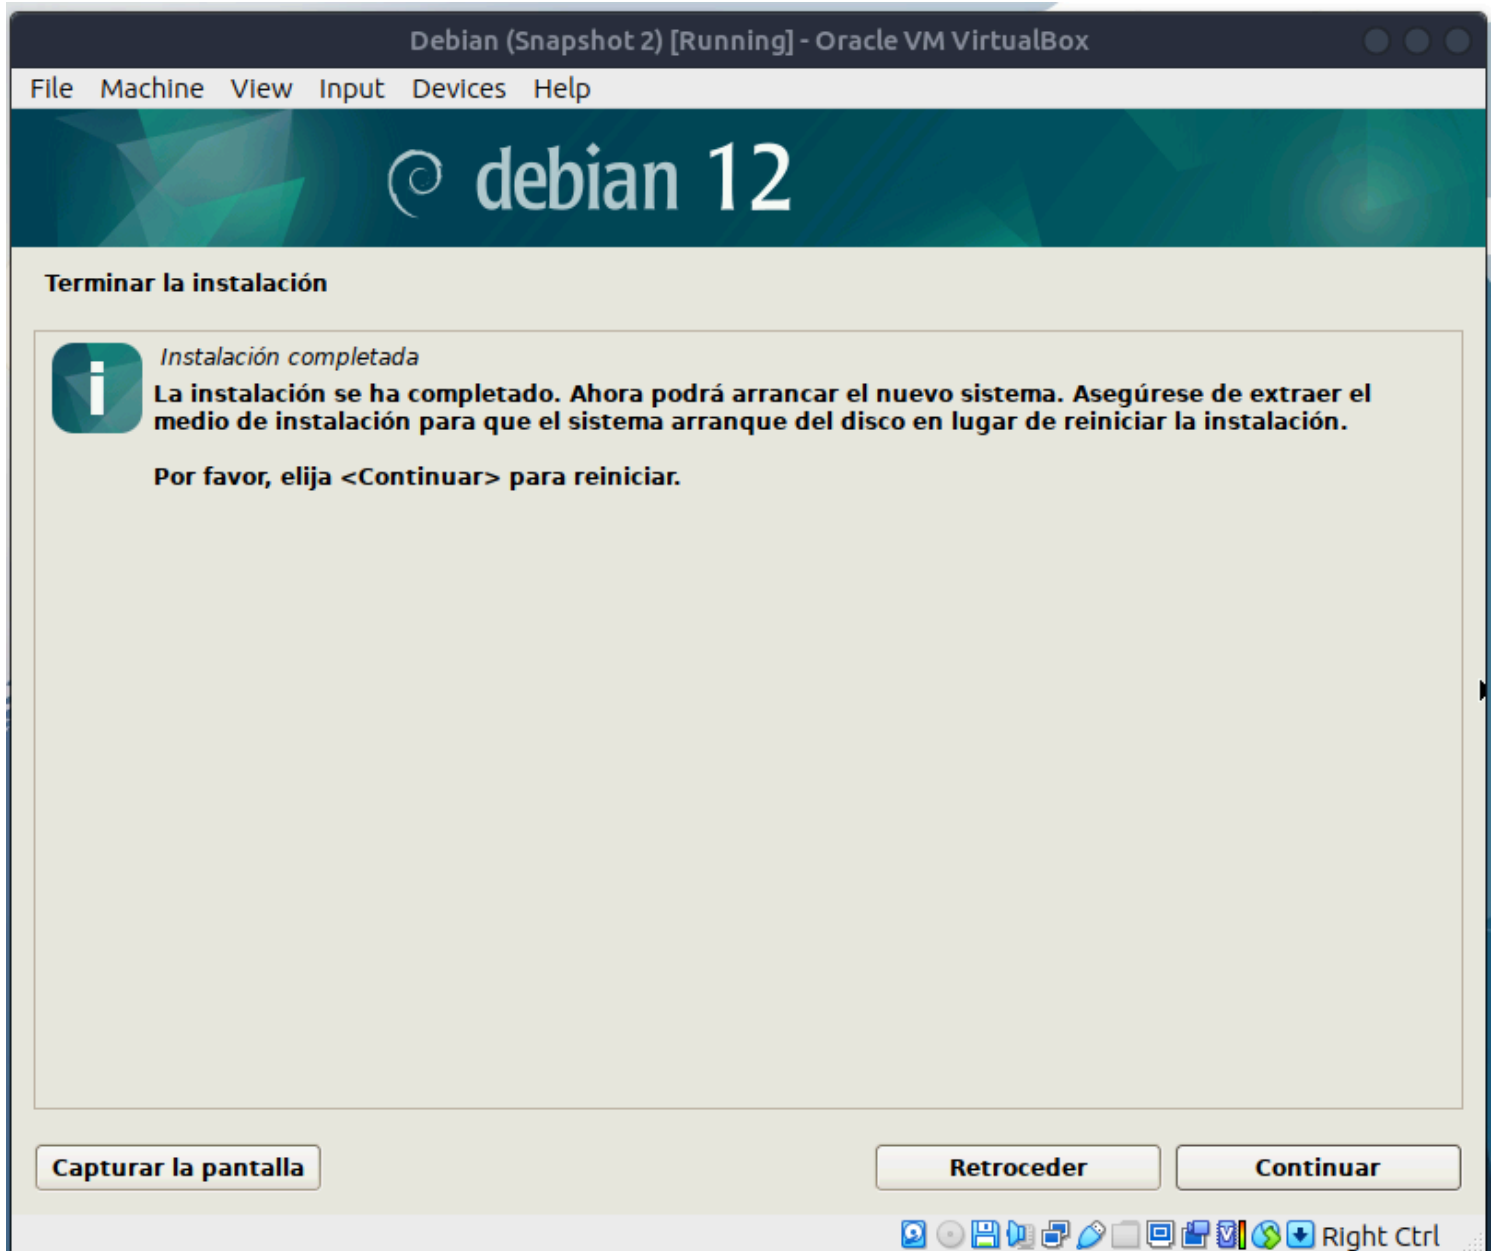 Debian (Snapshot 2) [Running] - Oracle VM VirtualBox
File Machine View Input Devices Help
debian 12
Terminar la instalación
i
Instalación completada
La instalación se ha completado. Ahora podrá arrancar el nuevo sistema. Asegúrese de extraer el
medio de instalación para que el sistema arranque del disco en lugar de reiniciar la instalación.
Por favor, elija <Continuar> para reiniciar.
Capturar la pantalla Retroceder Continuar
Right Ctrl